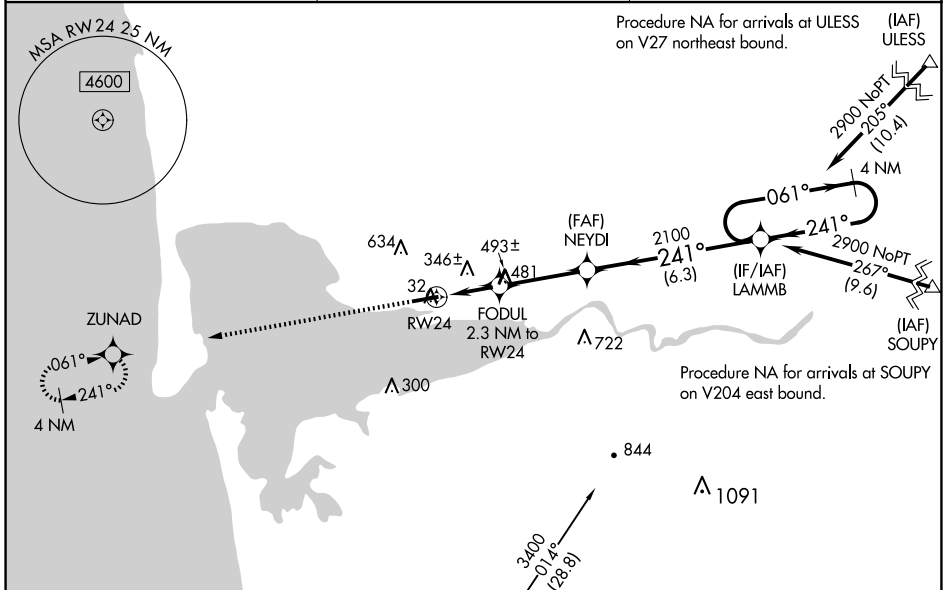 MSA RW24 25 NM
4600
Procedure NA for arrivals at ULESS
on V27 northeast bound.
(IAF)
ULESS
2900 NoPT
205°
(10.4)
4 NM
061°
241°
2900 NoPT
267°
(9.6)
(IAF)
SOUPY
(IF/IAF)
LAMMB
2100
241°
(6.3)
(FAF)
NEYDI
634
346±
493±
481
32
RW24
FODUL
2.3 NM to
RW24
722
300
ZUNAD
061°
241°
4 NM
Procedure NA for arrivals at SOUPY
on V204 east bound.
844
1091
3400
014°
(28.8)